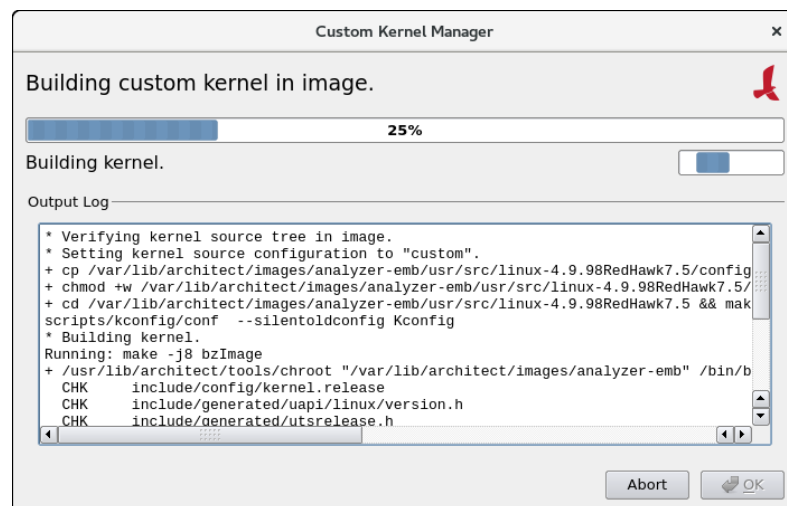 Custom Kernel Manager
Building custom kernel in image.
25%
Building kernel.
Output Log
* Verifying kernel source tree in image.
* Setting kernel source configuration to "custom".
+ cp /var/lib/architect/images/analyzer-emb/usr/src/linux-4.9.98RedHawk7.5/config
+ chmod +w /var/lib/architect/images/analyzer-emb/usr/src/linux-4.9.98RedHawk7.5/
+ cd /var/lib/architect/images/analyzer-emb/usr/src/linux-4.9.98RedHawk7.5 && mak
scripts/kconfig/conf  --silentoldconfig Kconfig
* Building kernel.
Running: make -j8 bzImage
+ /usr/lib/architect/tools/chroot "/var/lib/architect/images/analyzer-emb" /bin/b
  CHK     include/config/kernel.release
  CHK     include/generated/uapi/linux/version.h
  CHK     include/generated/utsrelease.h
Abort
OK